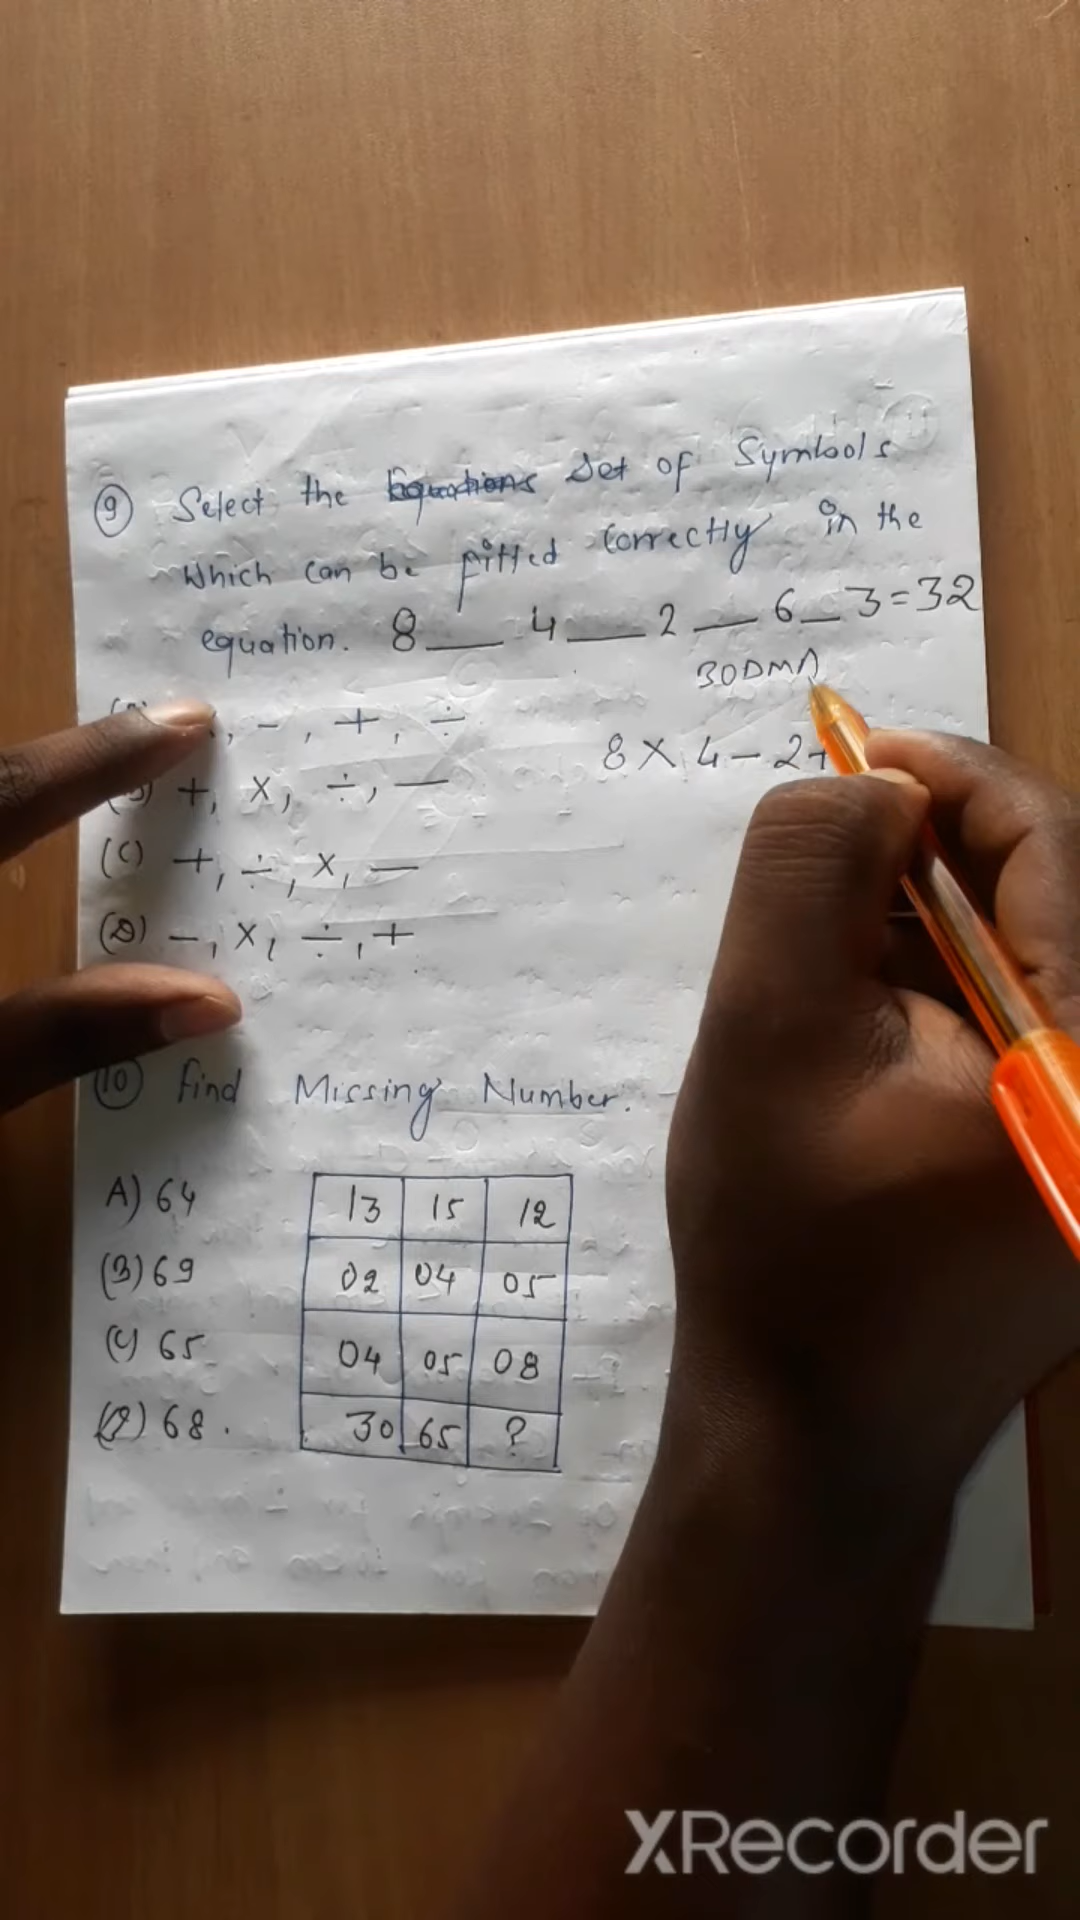 (9) Select the Equations Set of Symbools
Which can be fitted Correctly in the
equation. 8 __ 4 __ 2 __ 6 __ 3 = 32
BODMA
, - , + , ÷
8 × 4 - 2 +
+, ×, ÷, -
(C) +, ÷, ×, -
(D) -, ×, ÷, +
(10) Find Missing Number.
A) 64
13 15 12
(B) 69
02 04 05
(C) 65
04 05 08
(D) 68.
30 65 ?
XRecorder